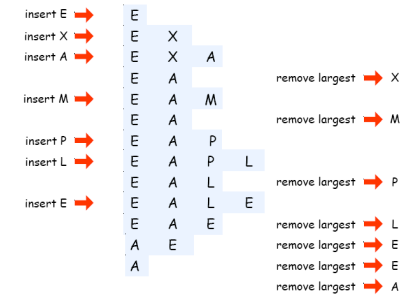 insert E E
insert X E X
insert A E X A
E A remove largest X
insert M E A M
E A remove largest M
insert P E A P
insert L E A P L
E A L remove largest P
insert E E A L E
E A E remove largest L
A E remove largest E
A remove largest E
remove largest A